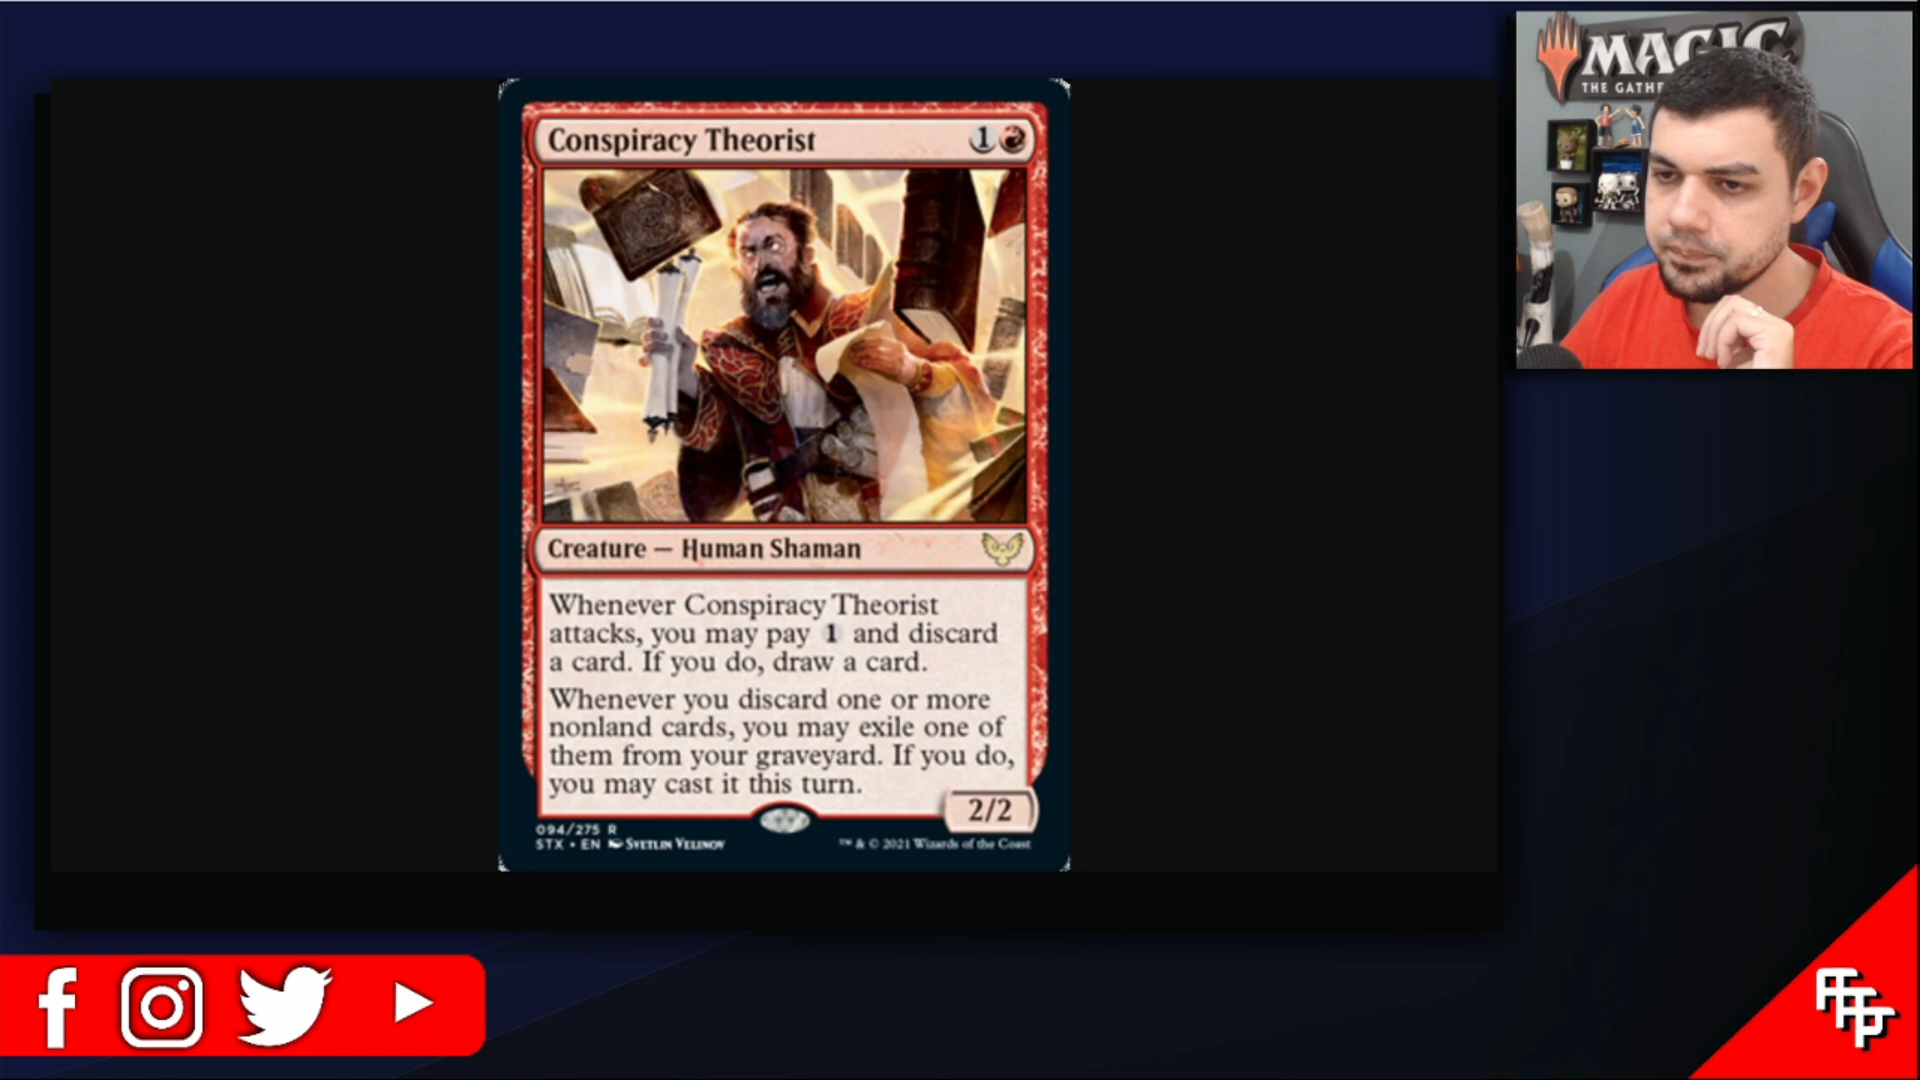 Conspiracy Theorist
1
MAGIC
THE GATHE
Creature — Human Shaman
Whenever Conspiracy Theorist
attacks, you may pay 1 and discard
a card. If you do, draw a card.
Whenever you discard one or more
nonland cards, you may exile one of
them from your graveyard. If you do,
you may cast it this turn.
2/2
094/275 R
STX • EN Svetlin Velinov
™ & © 2021 Wizards of the Coast